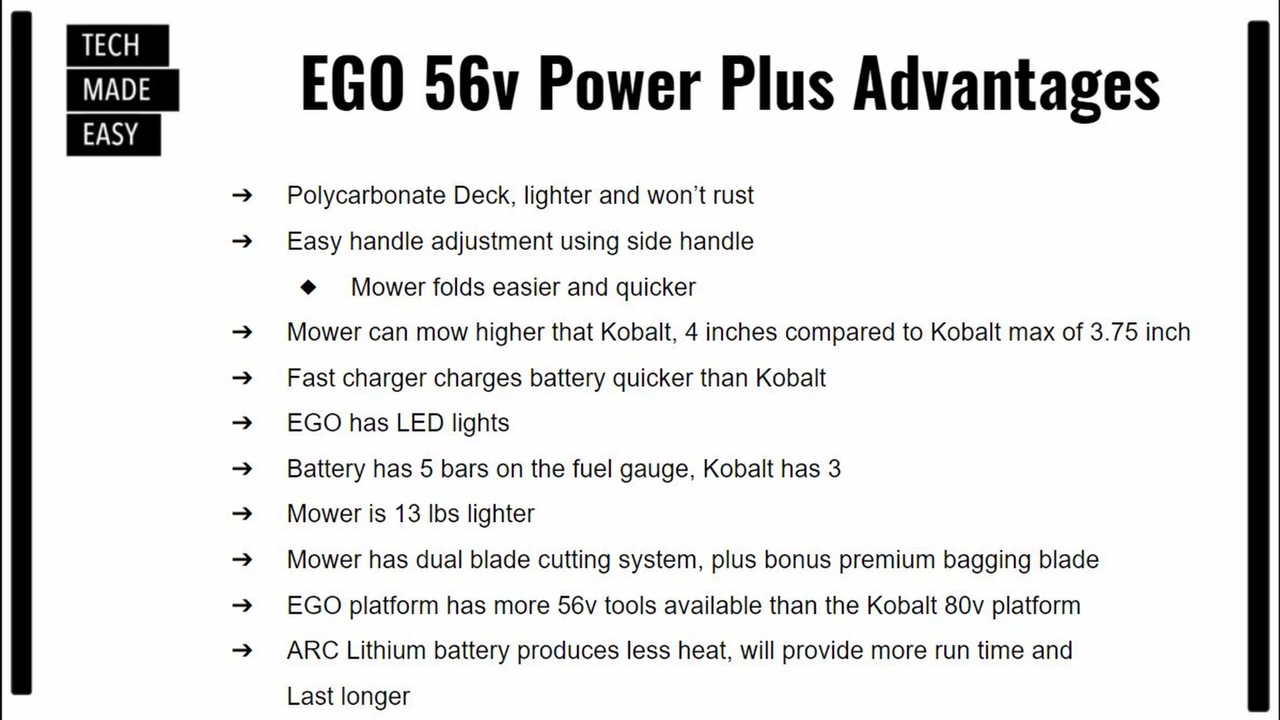 TECH
MADE
EASY
EGO 56v Power Plus Advantages
➔ Polycarbonate Deck, lighter and won’t rust
➔ Easy handle adjustment using side handle
◆ Mower folds easier and quicker
➔ Mower can mow higher that Kobalt, 4 inches compared to Kobalt max of 3.75 inch
➔ Fast charger charges battery quicker than Kobalt
➔ EGO has LED lights
➔ Battery has 5 bars on the fuel gauge, Kobalt has 3
➔ Mower is 13 lbs lighter
➔ Mower has dual blade cutting system, plus bonus premium bagging blade
➔ EGO platform has more 56v tools available than the Kobalt 80v platform
➔ ARC Lithium battery produces less heat, will provide more run time and
Last longer